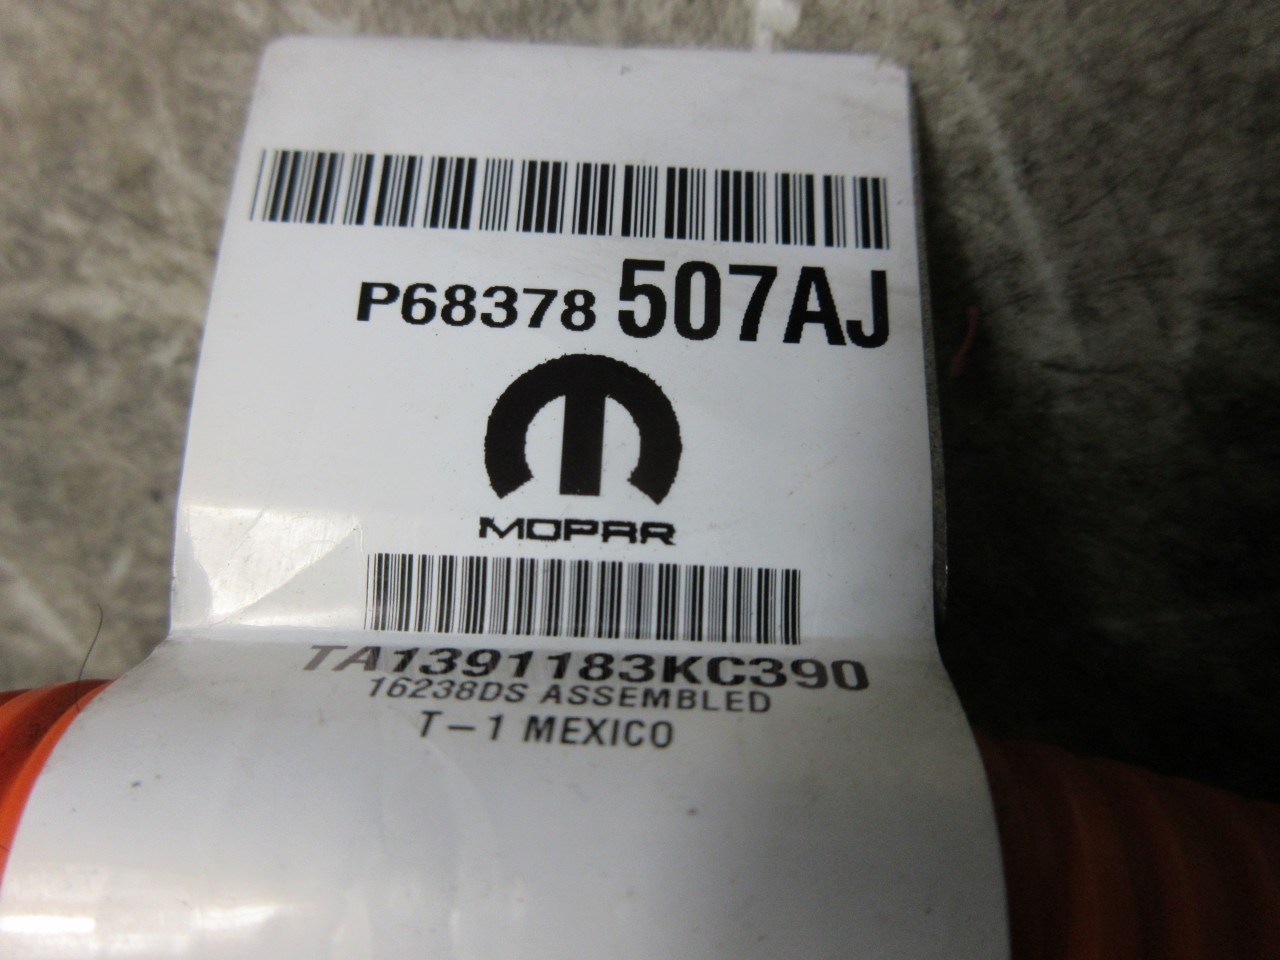 P68378 507AJ
MOPAR
TA1391183KC390
16238DS ASSEMBLED
T-1 MEXICO